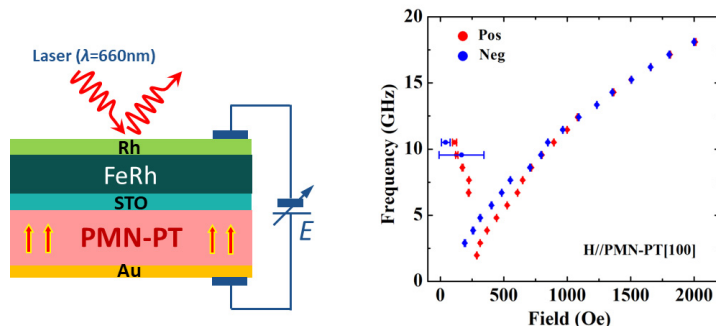 Laser (λ=660nm)
Rh
FeRh
STO
PMN-PT
Au
E
Pos
Neg
Frequency (GHz)
20
15
10
5
0
H//PMN-PT[100]
0 500 1000 1500 2000
Field (Oe)